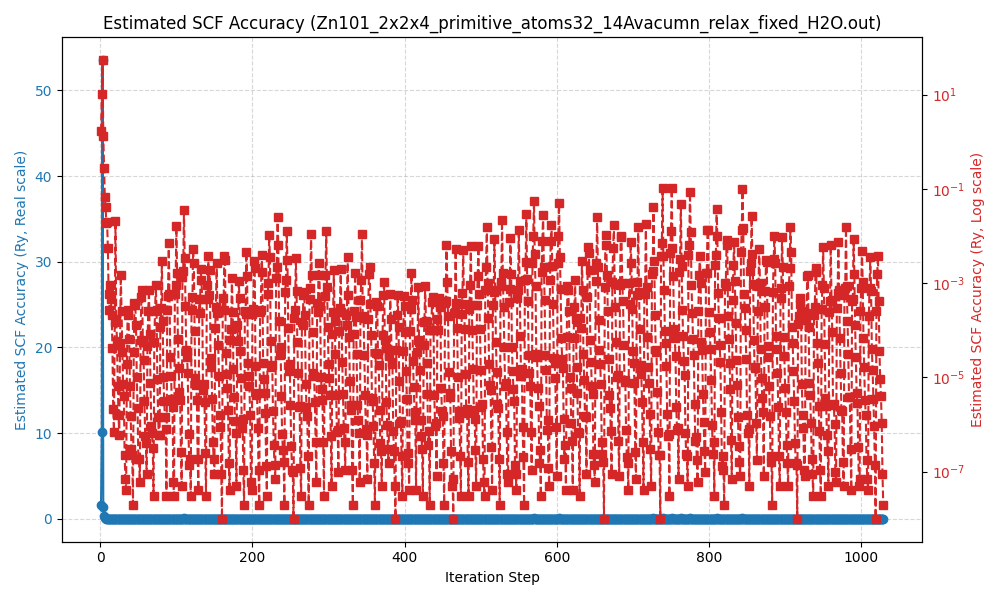 Estimated SCF Accuracy (Zn101_2x2x4_primitive_atoms32_14Avacumn_relax_fixed_H2O.out)
Estimated SCF Accuracy (Ry, Real scale)
50
40
30
20
10
0
10^1
10^-1
10^-3
10^-5
10^-7
Estimated SCF Accuracy (Ry, Log scale)
0 200 400 600 800 1000
Iteration Step